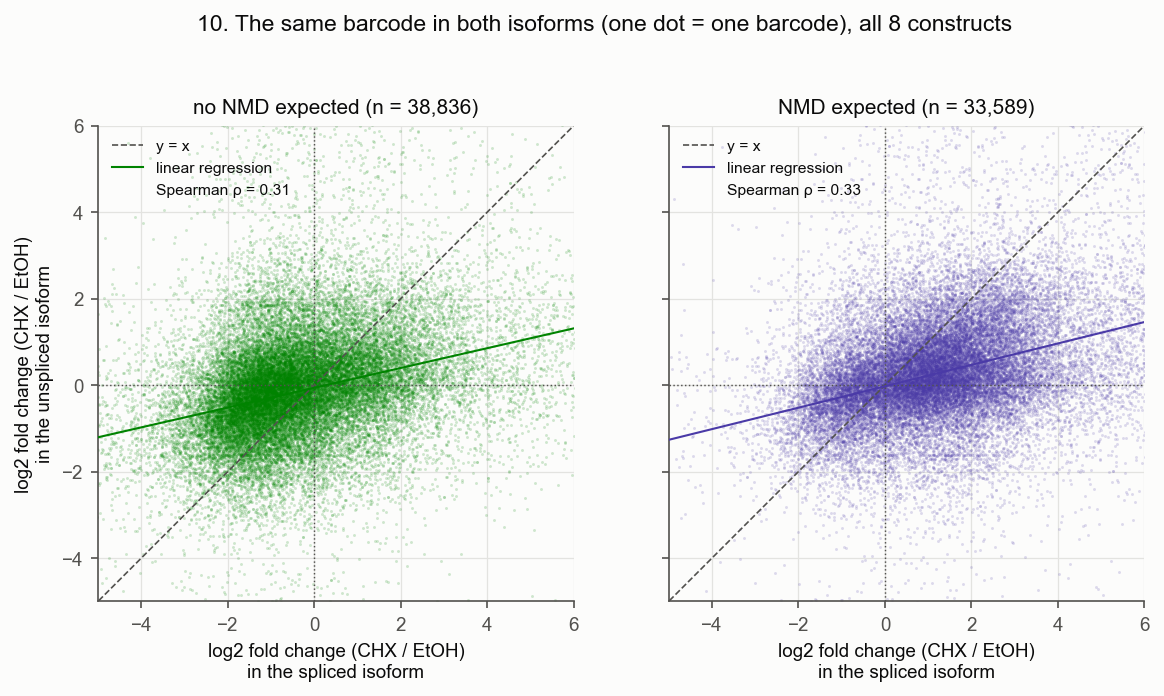 10. The same barcode in both isoforms (one dot = one barcode), all 8 constructs
no NMD expected (n = 38,836)
6
4
2
0
−2
−4
y = x
linear regression
Spearman ρ = 0.31
log2 fold change (CHX / EtOH)
in the unspliced isoform
−4
−2
0
2
4
6
log2 fold change (CHX / EtOH)
in the spliced isoform
NMD expected (n = 33,589)
y = x
linear regression
Spearman ρ = 0.33
−4
−2
0
2
4
6
log2 fold change (CHX / EtOH)
in the spliced isoform